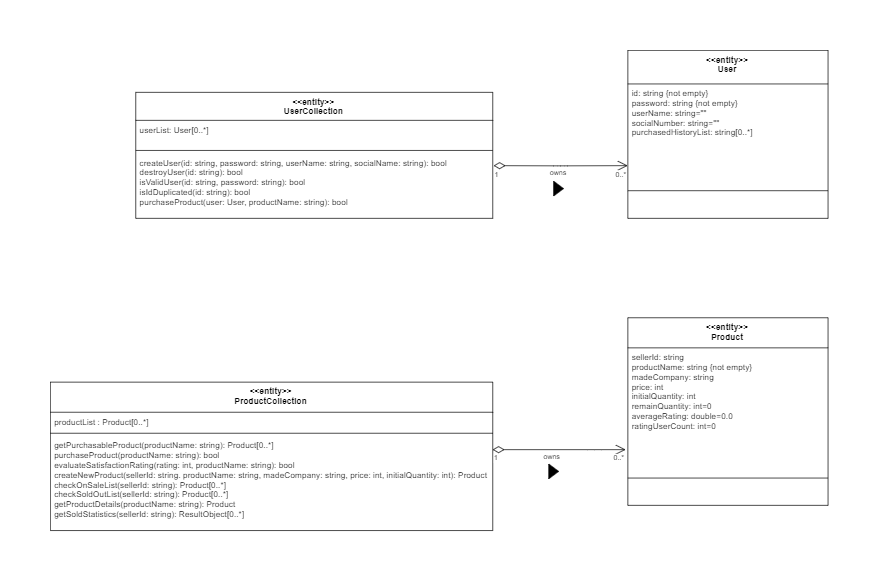 <<entity>>
User
id: string {not empty}
password: string {not empty}
userName: string=""
socialNumber: string=""
purchasedHistoryList: string[0..*]
<<entity>>
UserCollection
userList: User[0..*]
createUser(id: string, password: string, userName: string, socialName: string): bool
destroyUser(id: string): bool
isValidUser(id: string, password: string): bool
isIdDuplicated(id: string): bool
purchaseProduct(user: User, productName: string): bool
1
owns
0..*
<<entity>>
Product
sellerId: string
productName: string {not empty}
madeCompany: string
price: int
initialQuantity: int
remainQuantity: int=0
averageRating: double=0.0
ratingUserCount: int=0
<<entity>>
ProductCollection
productList : Product[0..*]
getPurchasableProduct(productName: string): Product[0..*]
purchaseProduct(productName: string): bool
evaluateSatisfactionRating(rating: int, productName: string): bool
createNewProduct(sellerId: string, productName: string, madeCompany: string, price: int, initialQuantity: int): Product
checkOnSaleList(sellerId: string): Product[0..*]
checkSoldOutList(sellerId: string): Product[0..*]
getProductDetails(productName: string): Product
getSoldStatistics(sellerId: string): ResultObject[0..*]
1
owns
0..*